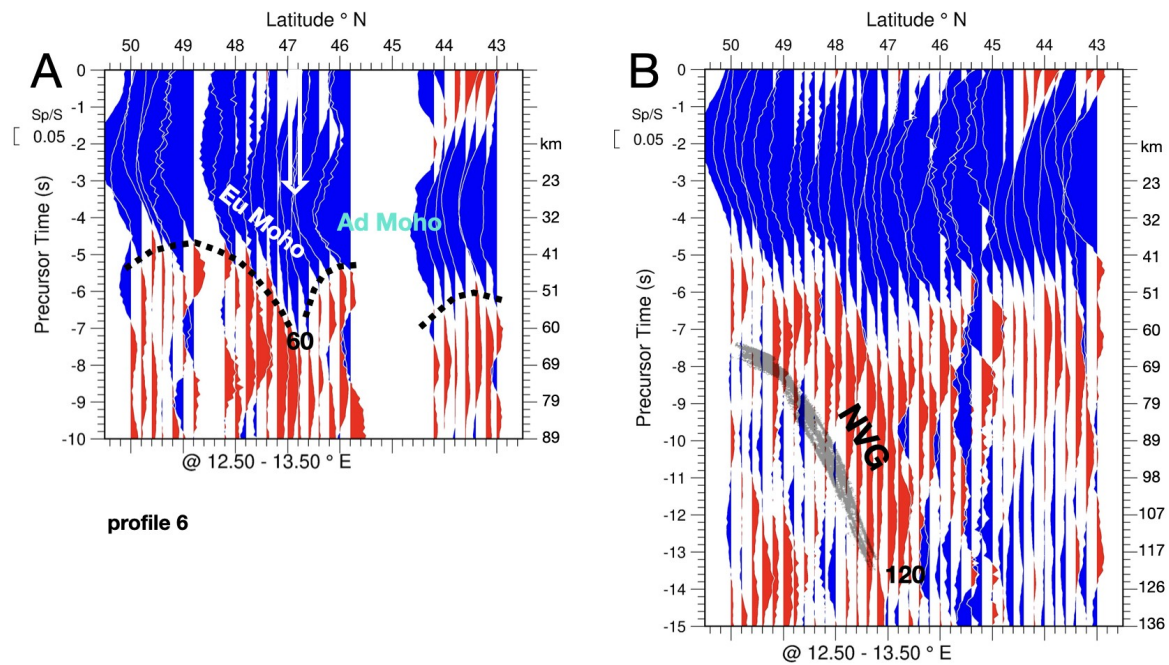 A
Latitude ° N
50 49 48 47 46 45 44 43
Sp/S
0.05
Precursor Time (s)
0
-1
-2
-3
-4
-5
-6
-7
-8
-9
-10
km
23
32
41
51
60
69
79
89
Eu Moho
Ad Moho
60
@ 12.50 - 13.50 ° E
profile 6
B
Latitude ° N
50 49 48 47 46 45 44 43
Sp/S
0.05
Precursor Time (s)
0
-1
-2
-3
-4
-5
-6
-7
-8
-9
-10
-11
-12
-13
-14
-15
km
23
32
41
51
60
69
79
89
98
107
117
126
136
NVG
120
@ 12.50 - 13.50 ° E